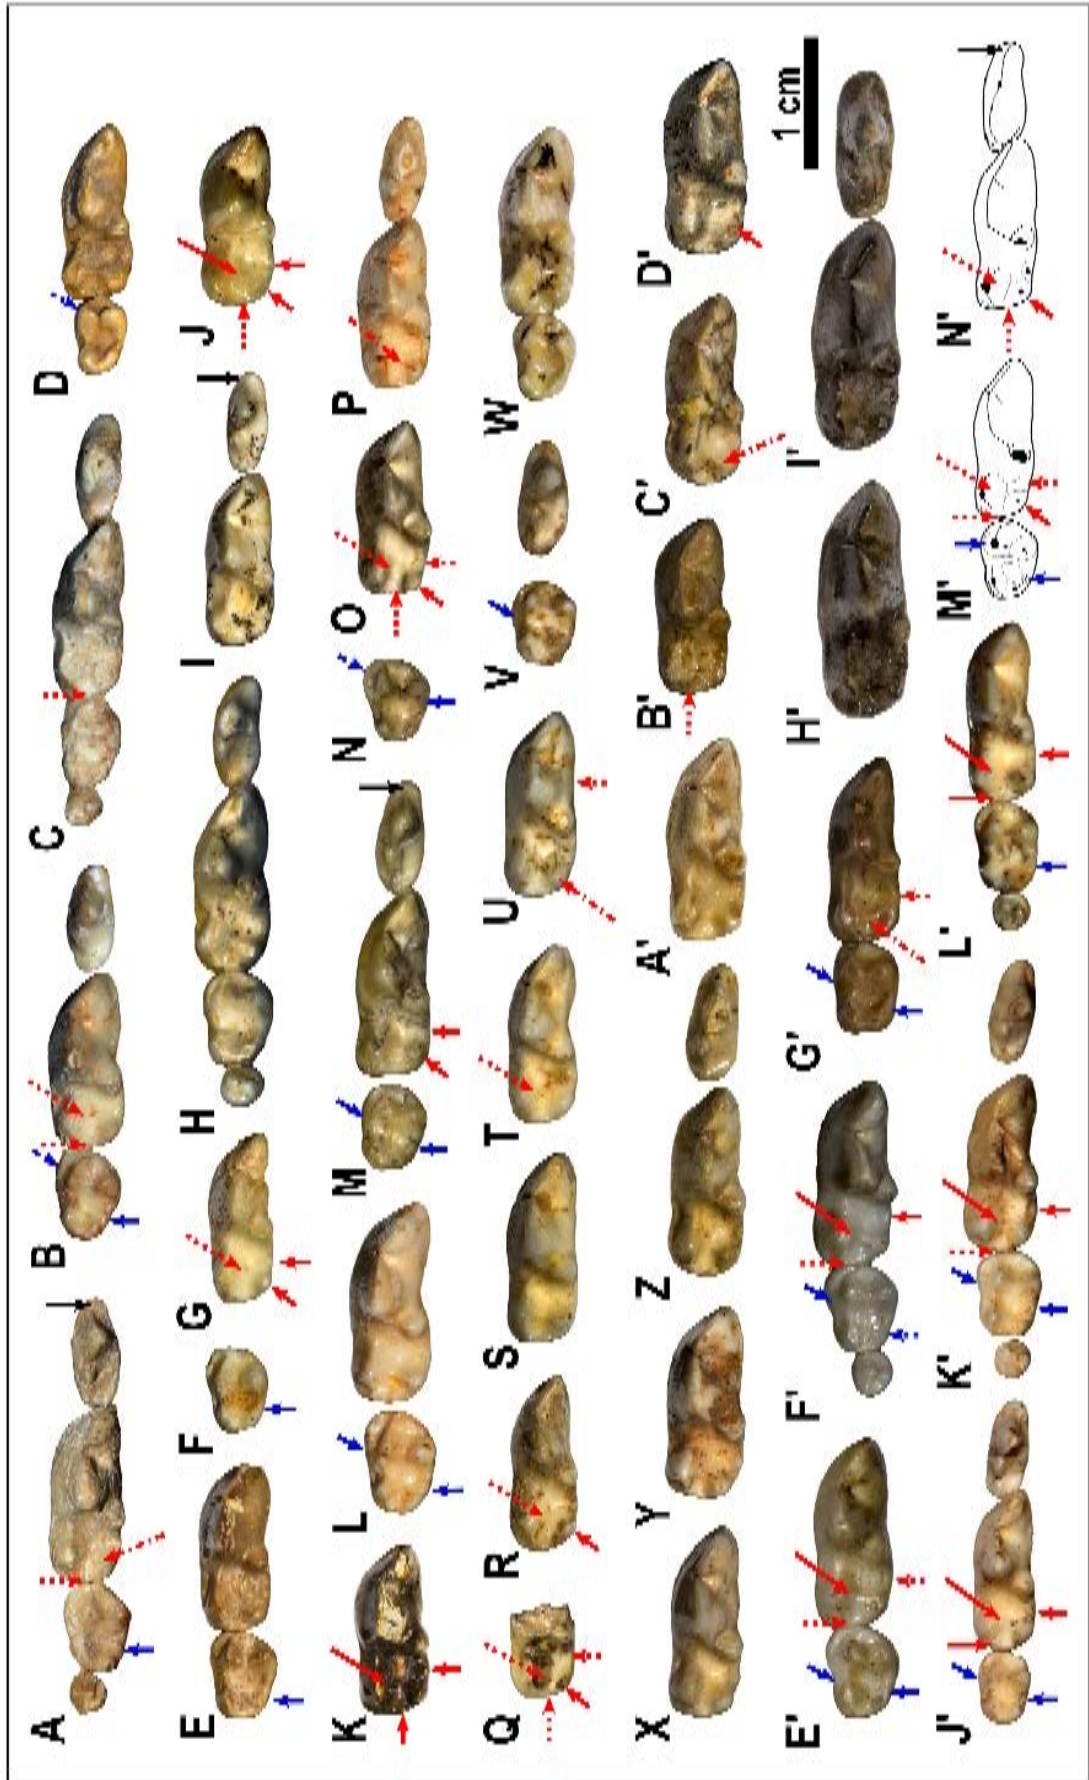 A B C D
E F G H I J
K L M N O P
Q R S T U V W
X Y Z A' B' C' D'
E' F' G' H' I' 1 cm
J' K' L' M' N'